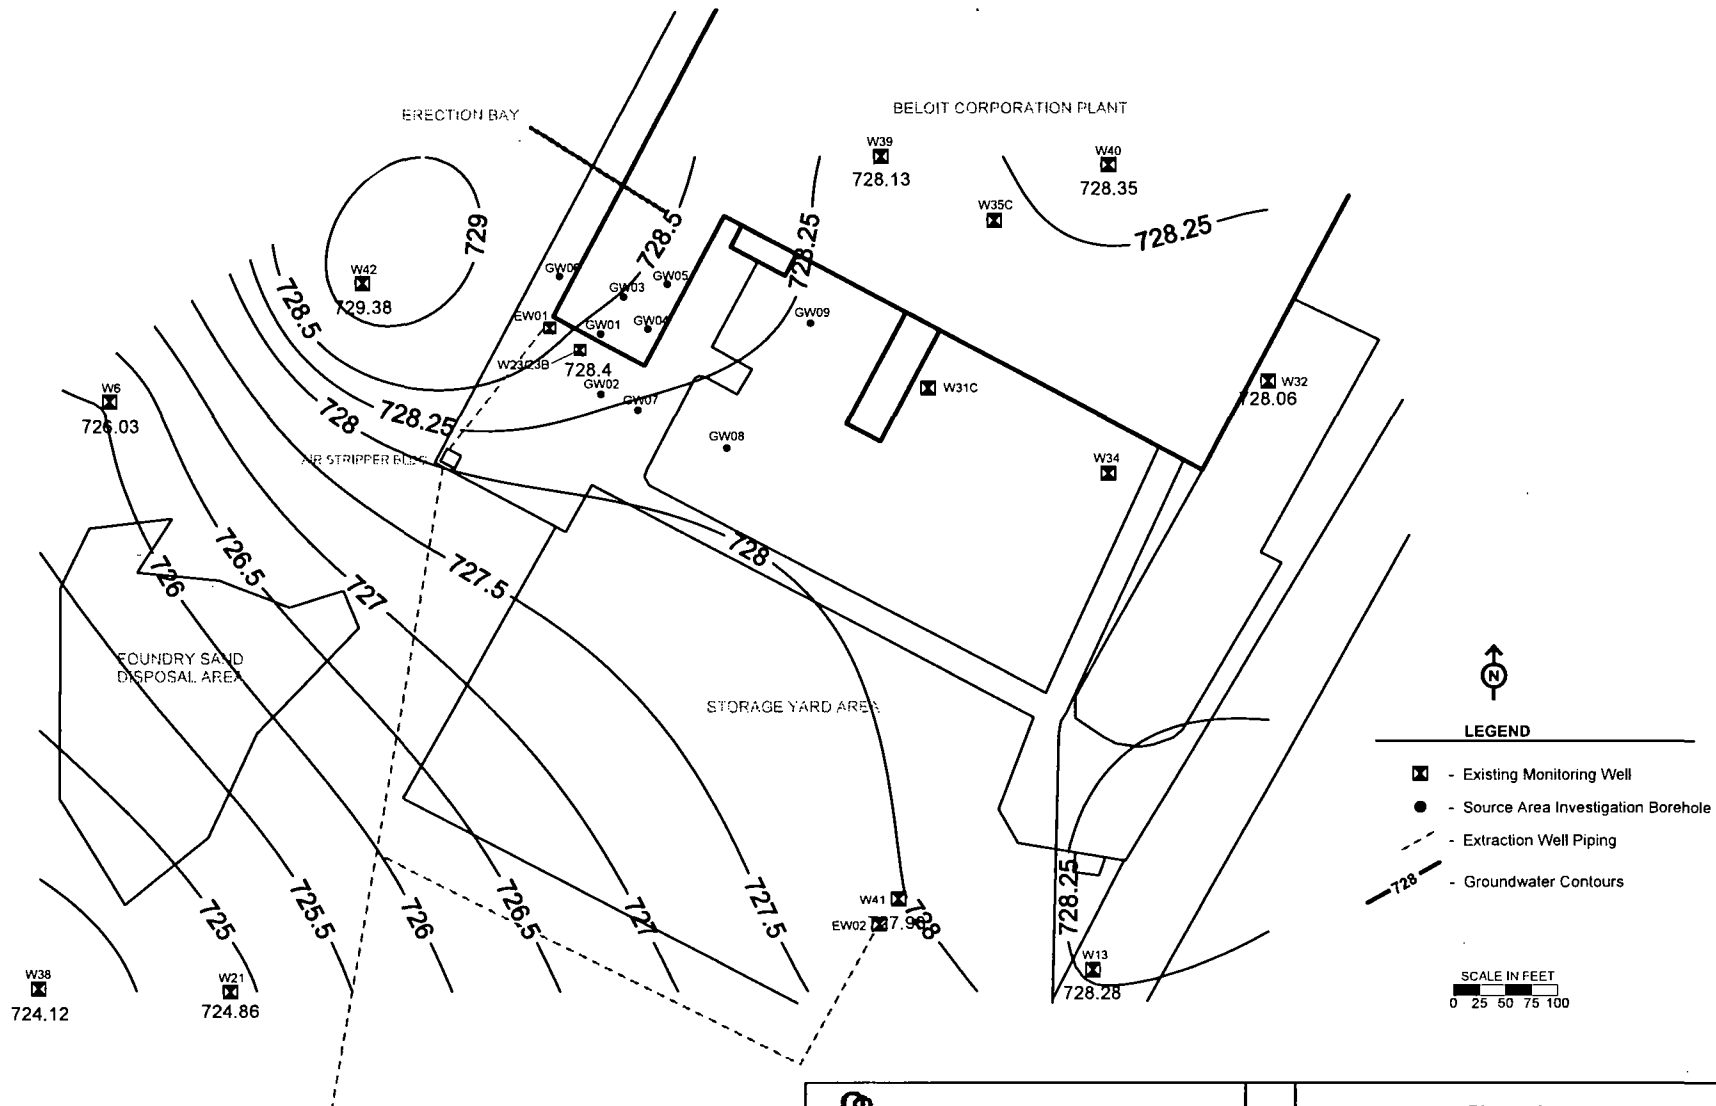 ERECTION BAY
BELOIT CORPORATION PLANT
W39
728.13
W40
728.35
W35C
728.25
729
728.5
728.25
W42
729.38
728.5
GW05
GW03
EW01
GW01
GW04
GW09
W23/23B
728.4
GW02
GW07
W31C
W32
728.06
W6
726.03
728
728.25
GW08
AIR STRIPPER BLDG
W34
726
726.5
727
727.5
728
FOUNDRY SAND
DISPOSAL AREA
STORAGE YARD AREA
N
LEGEND
- Existing Monitoring Well
- Source Area Investigation Borehole
- Extraction Well Piping
728 - Groundwater Contours
725
725.5
726
726.5
727
727.5
W41
EW02
728
728.25
W13
728.28
W38
724.12
W21
724.86
SCALE IN FEET
0 25 50 75 100